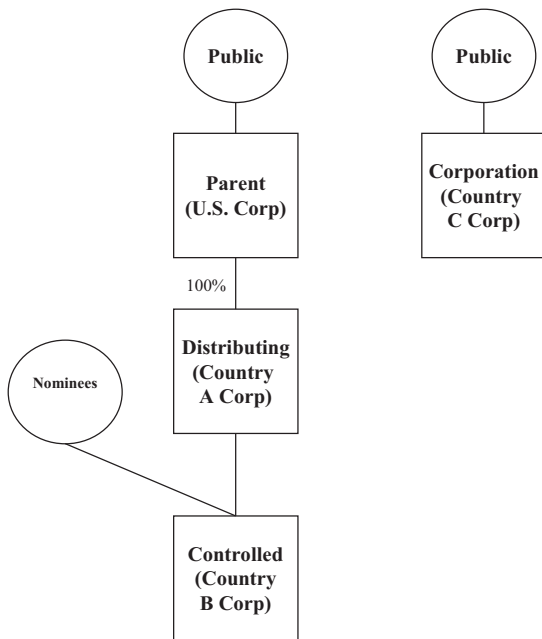 Public
Public
Parent
(U.S. Corp)
Corporation
(Country
C Corp)
100%
Distributing
(Country
A Corp)
Nominees
Controlled
(Country
B Corp)